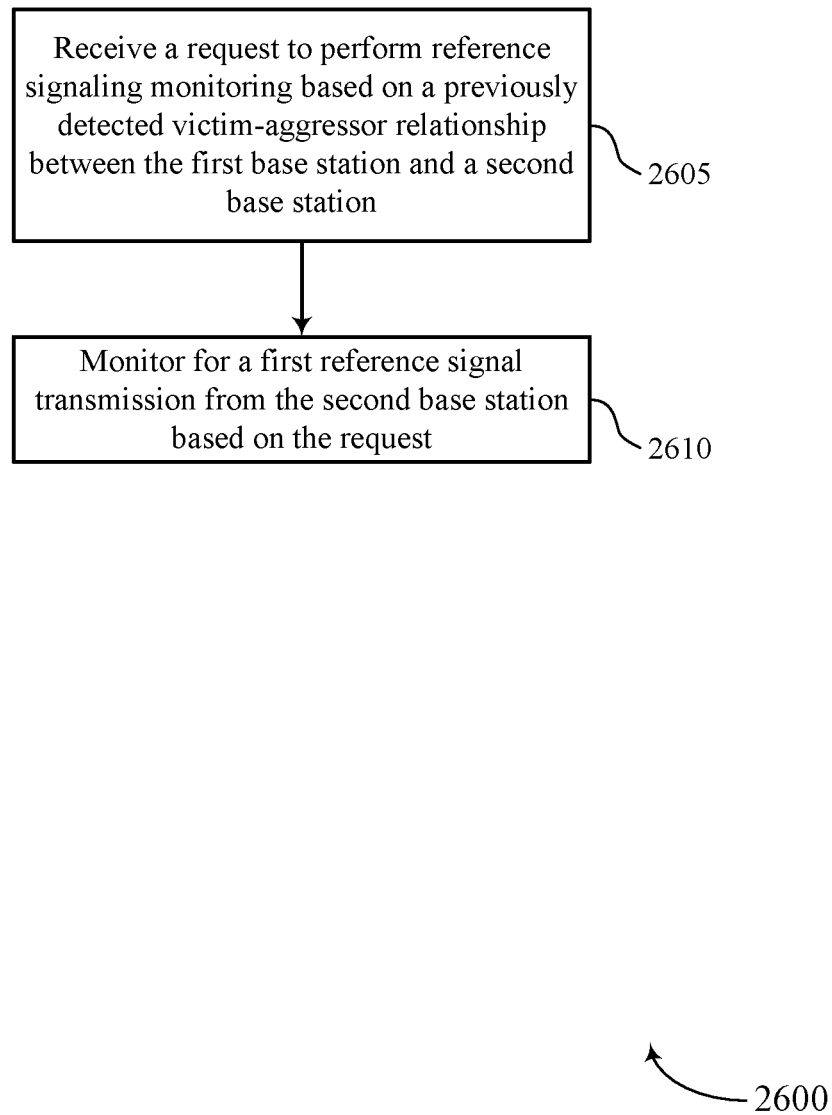 Receive a request to perform reference
signaling monitoring based on a previously
detected victim-aggressor relationship
between the first base station and a second
base station
2605
Monitor for a first reference signal
transmission from the second base station
based on the request
2610
2600